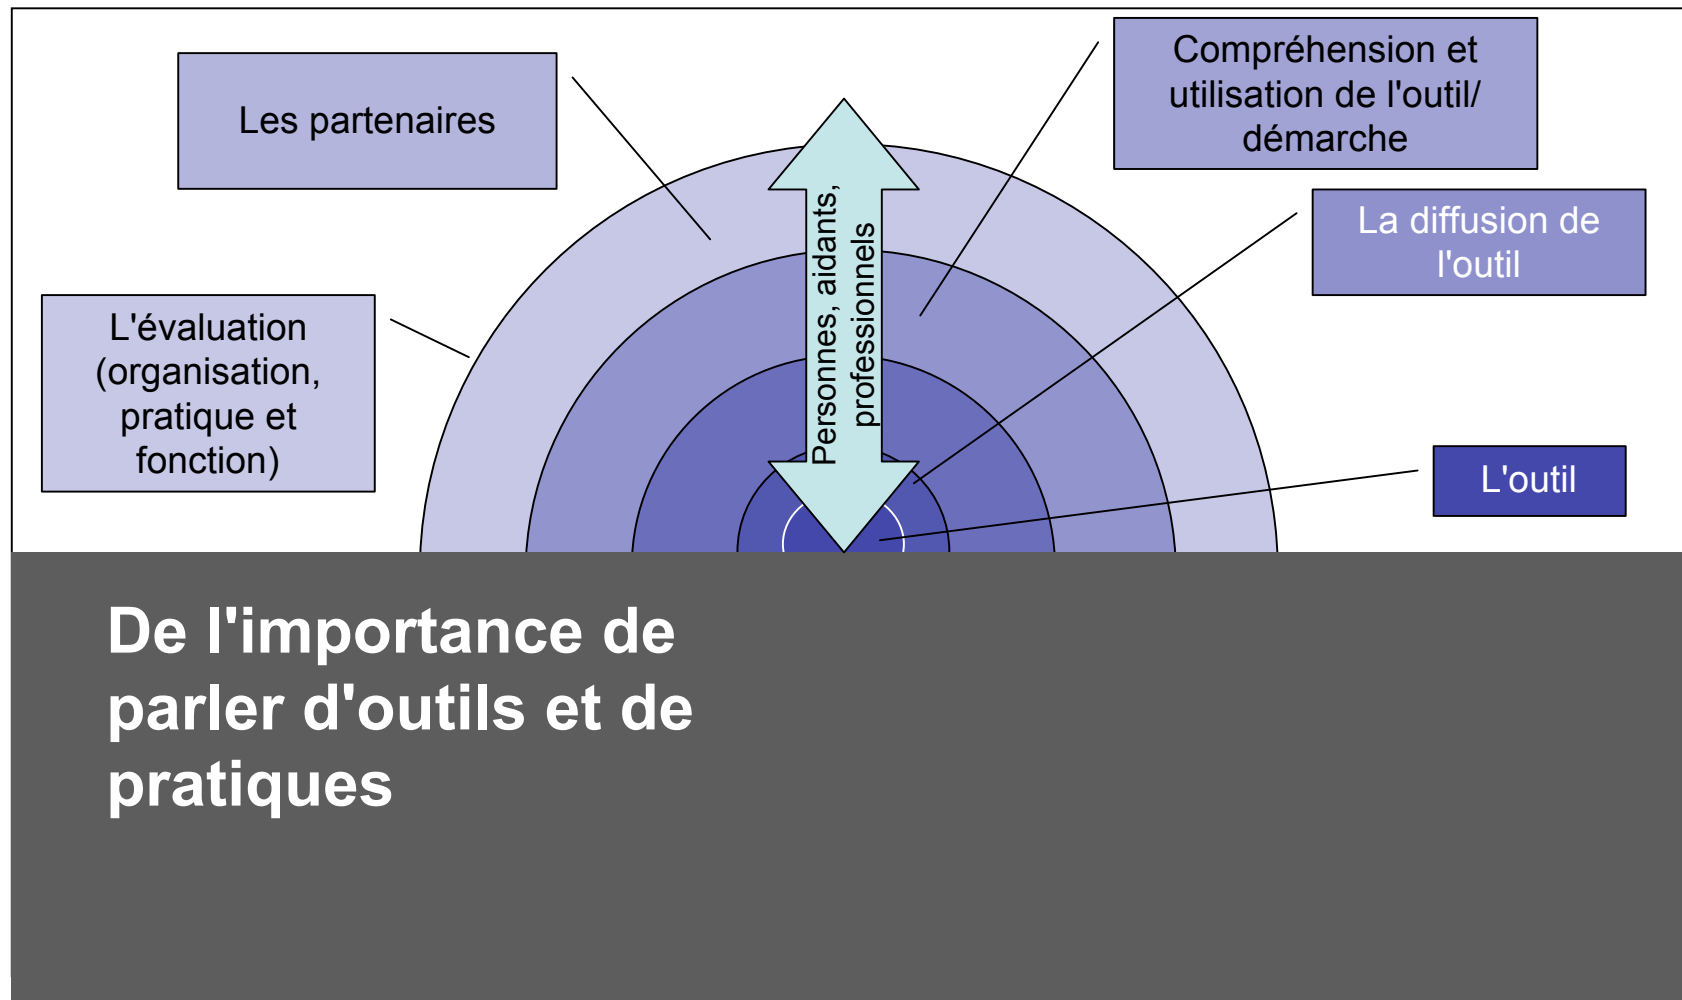 Les partenaires
Compréhension et
utilisation de l'outil/
démarche
La diffusion de
l'outil
L'évaluation
(organisation,
pratique et
fonction)
Personnes, aidants,
professionnels
L'outil
De l'importance de
parler d'outils et de
pratiques